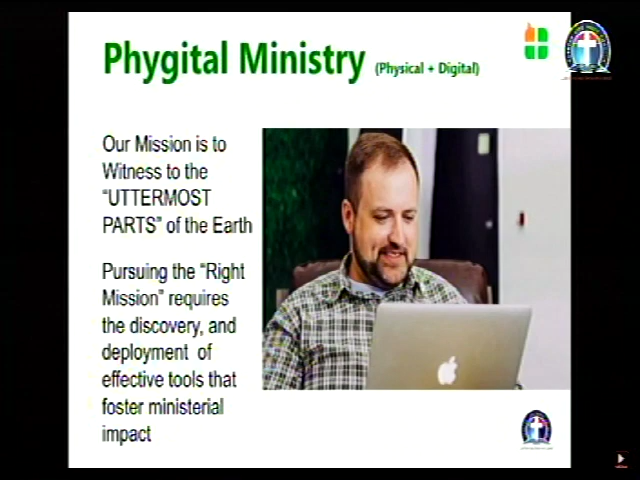 Phygital Ministry (Physical + Digital)
Our Mission is to
Witness to the
“UTTERMOST
PARTS” of the Earth
Pursuing the “Right
Mission” requires
the discovery, and
deployment of
effective tools that
foster ministerial
impact